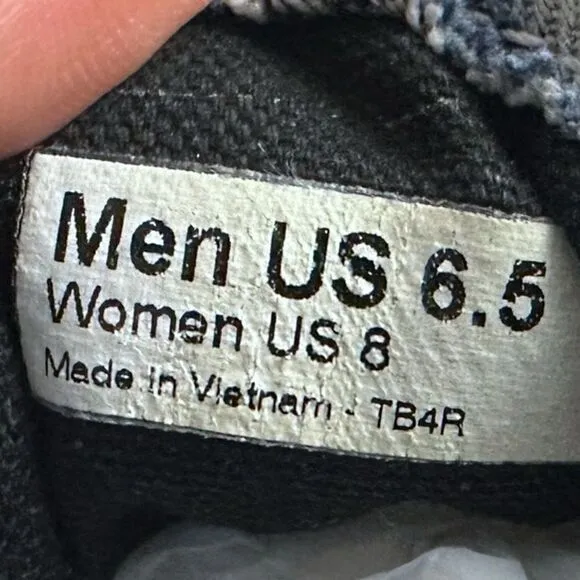 Men US 6.5
Women US 8
Made in Vietnam - TB4R